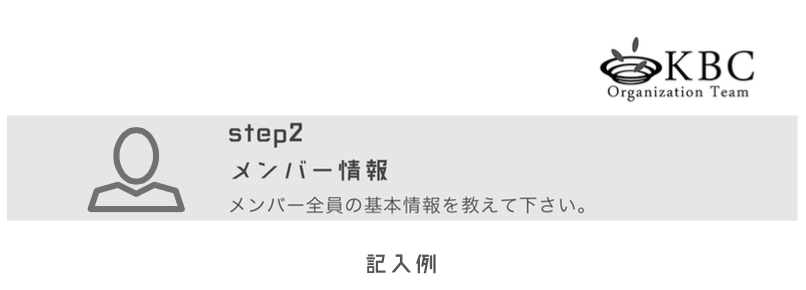 KBC
Organization Team
step2
メンバー情報
メンバー全員の基本情報を教えて下さい。
記入例